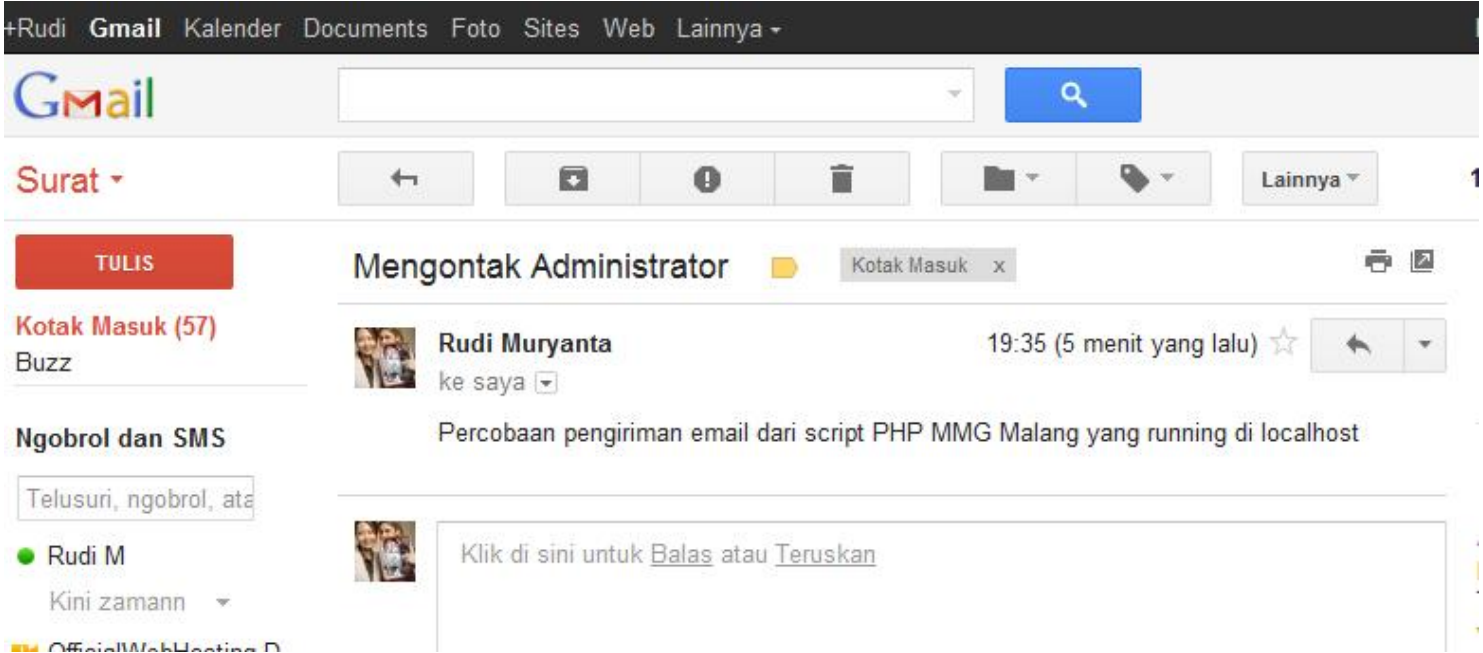 +Rudi Gmail Kalender Documents Foto Sites Web Lainnya
Gmail
Surat
Lainnya
TULIS
Mengontak Administrator Kotak Masuk x
Kotak Masuk (57)
Buzz
Rudi Muryanta 19:35 (5 menit yang lalu)
ke saya
Percobaan pengiriman email dari script PHP MMG Malang yang running di localhost
Ngobrol dan SMS
Telusuri, ngobrol, ata
Rudi M
Kini zamann
Klik di sini untuk Balas atau Teruskan
OfficialWebHosting D